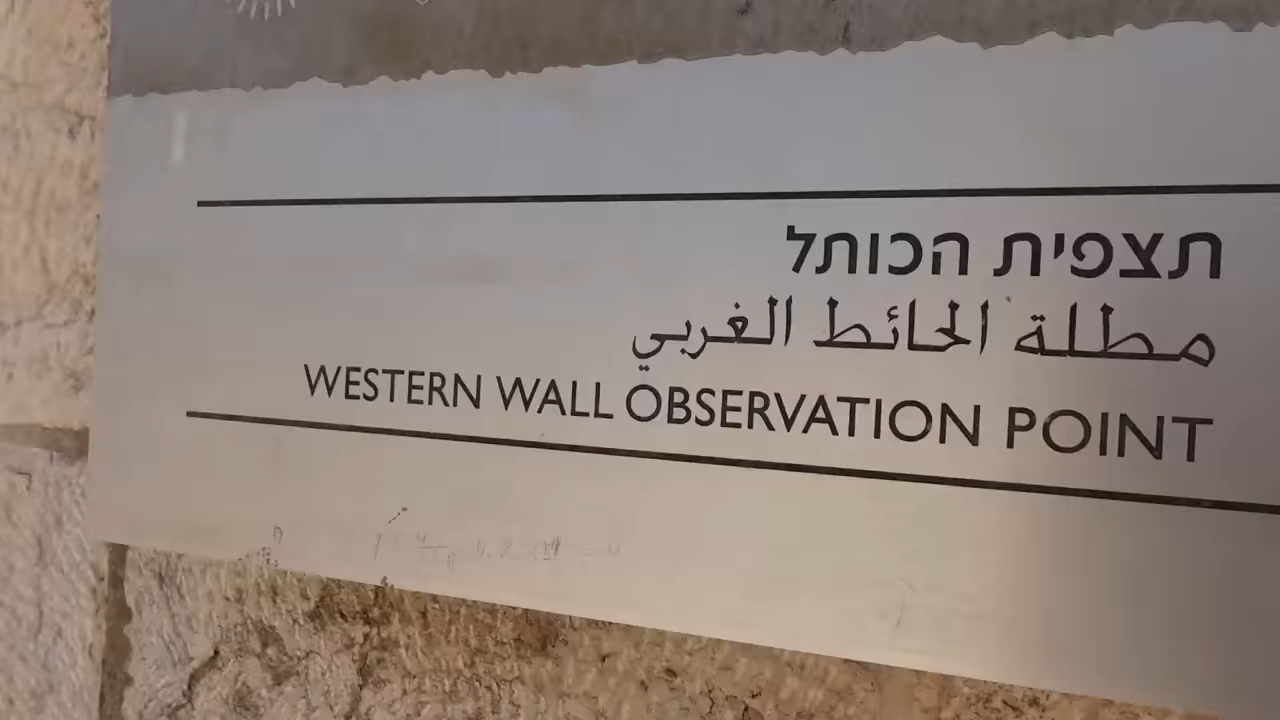 תצפית הכותל
مطلة الحائط الغربي
WESTERN WALL OBSERVATION POINT